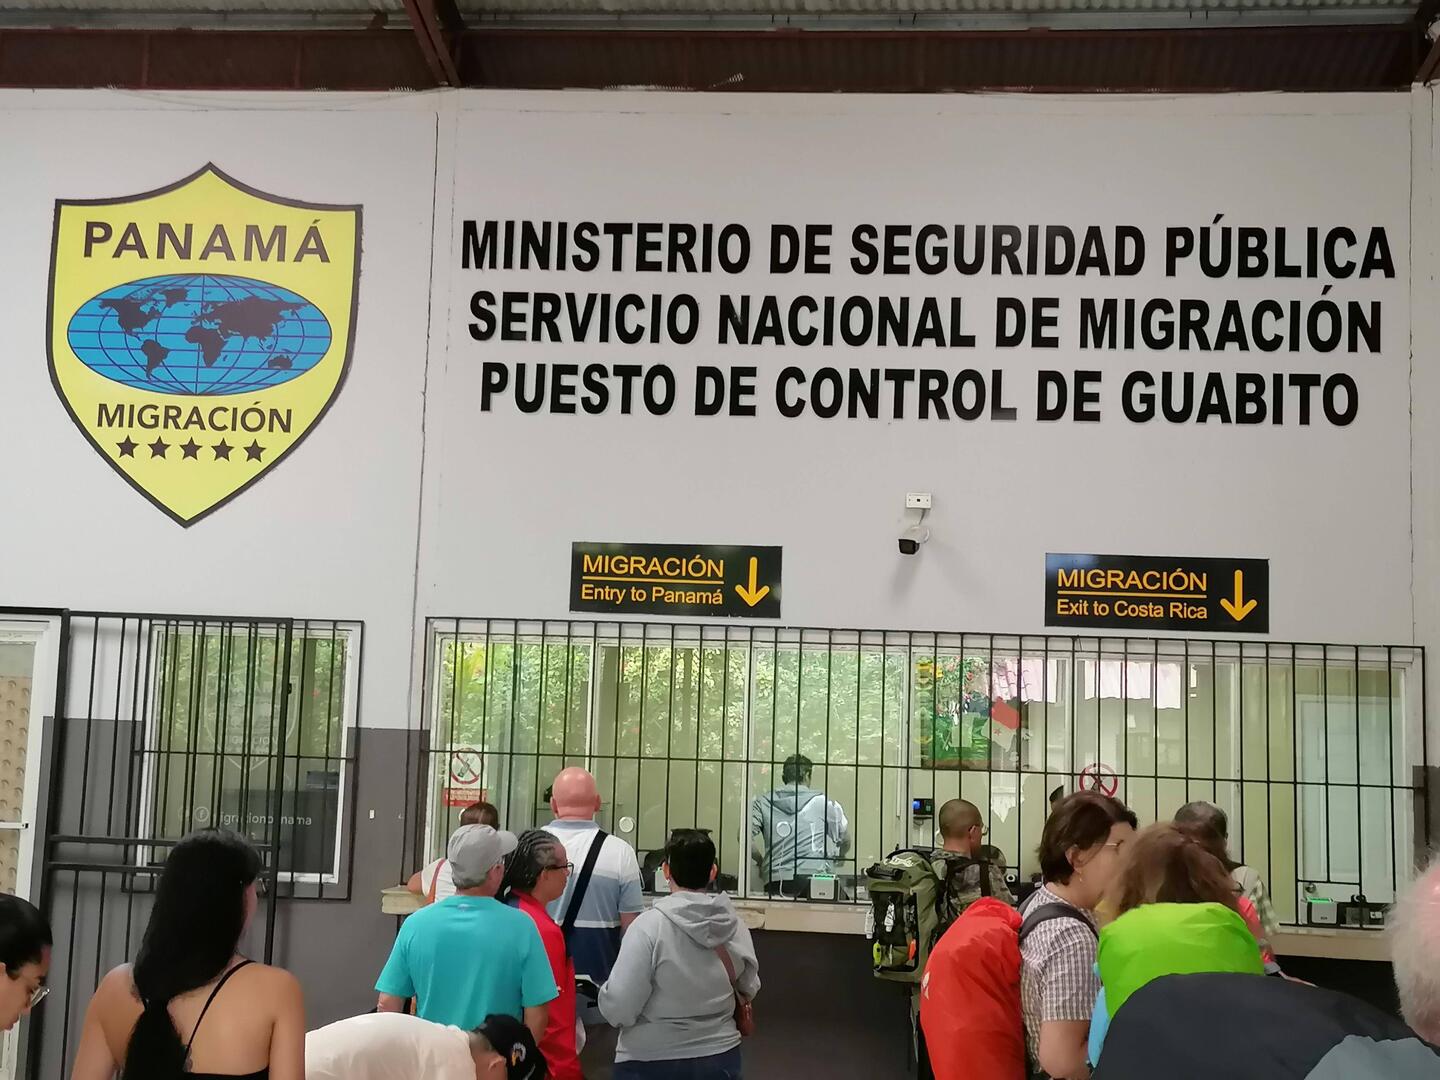 PANAMÁ
MIGRACIÓN
MINISTERIO DE SEGURIDAD PÚBLICA
SERVICIO NACIONAL DE MIGRACIÓN
PUESTO DE CONTROL DE GUABITO
MIGRACIÓN
Entry to Panamá
MIGRACIÓN
Exit to Costa Rica